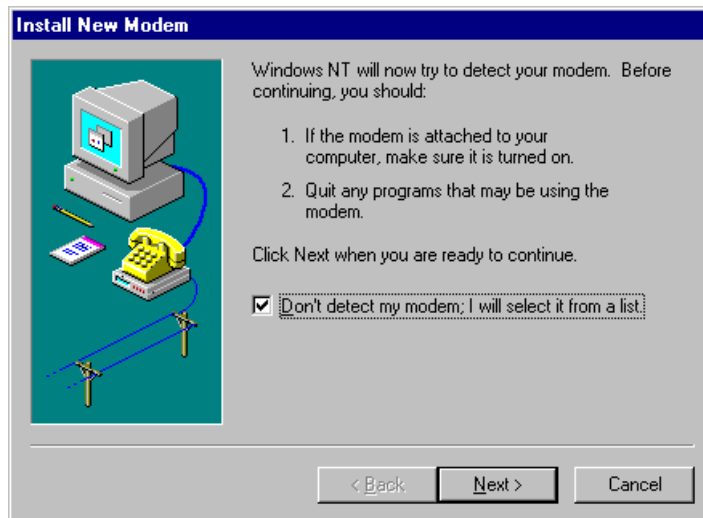 Install New Modem
Windows NT will now try to detect your modem. Before
continuing, you should:
1. If the modem is attached to your
computer, make sure it is turned on.
2. Quit any programs that may be using the
modem.
Click Next when you are ready to continue.
Don't detect my modem; I will select it from a list.
< Back
Next >
Cancel